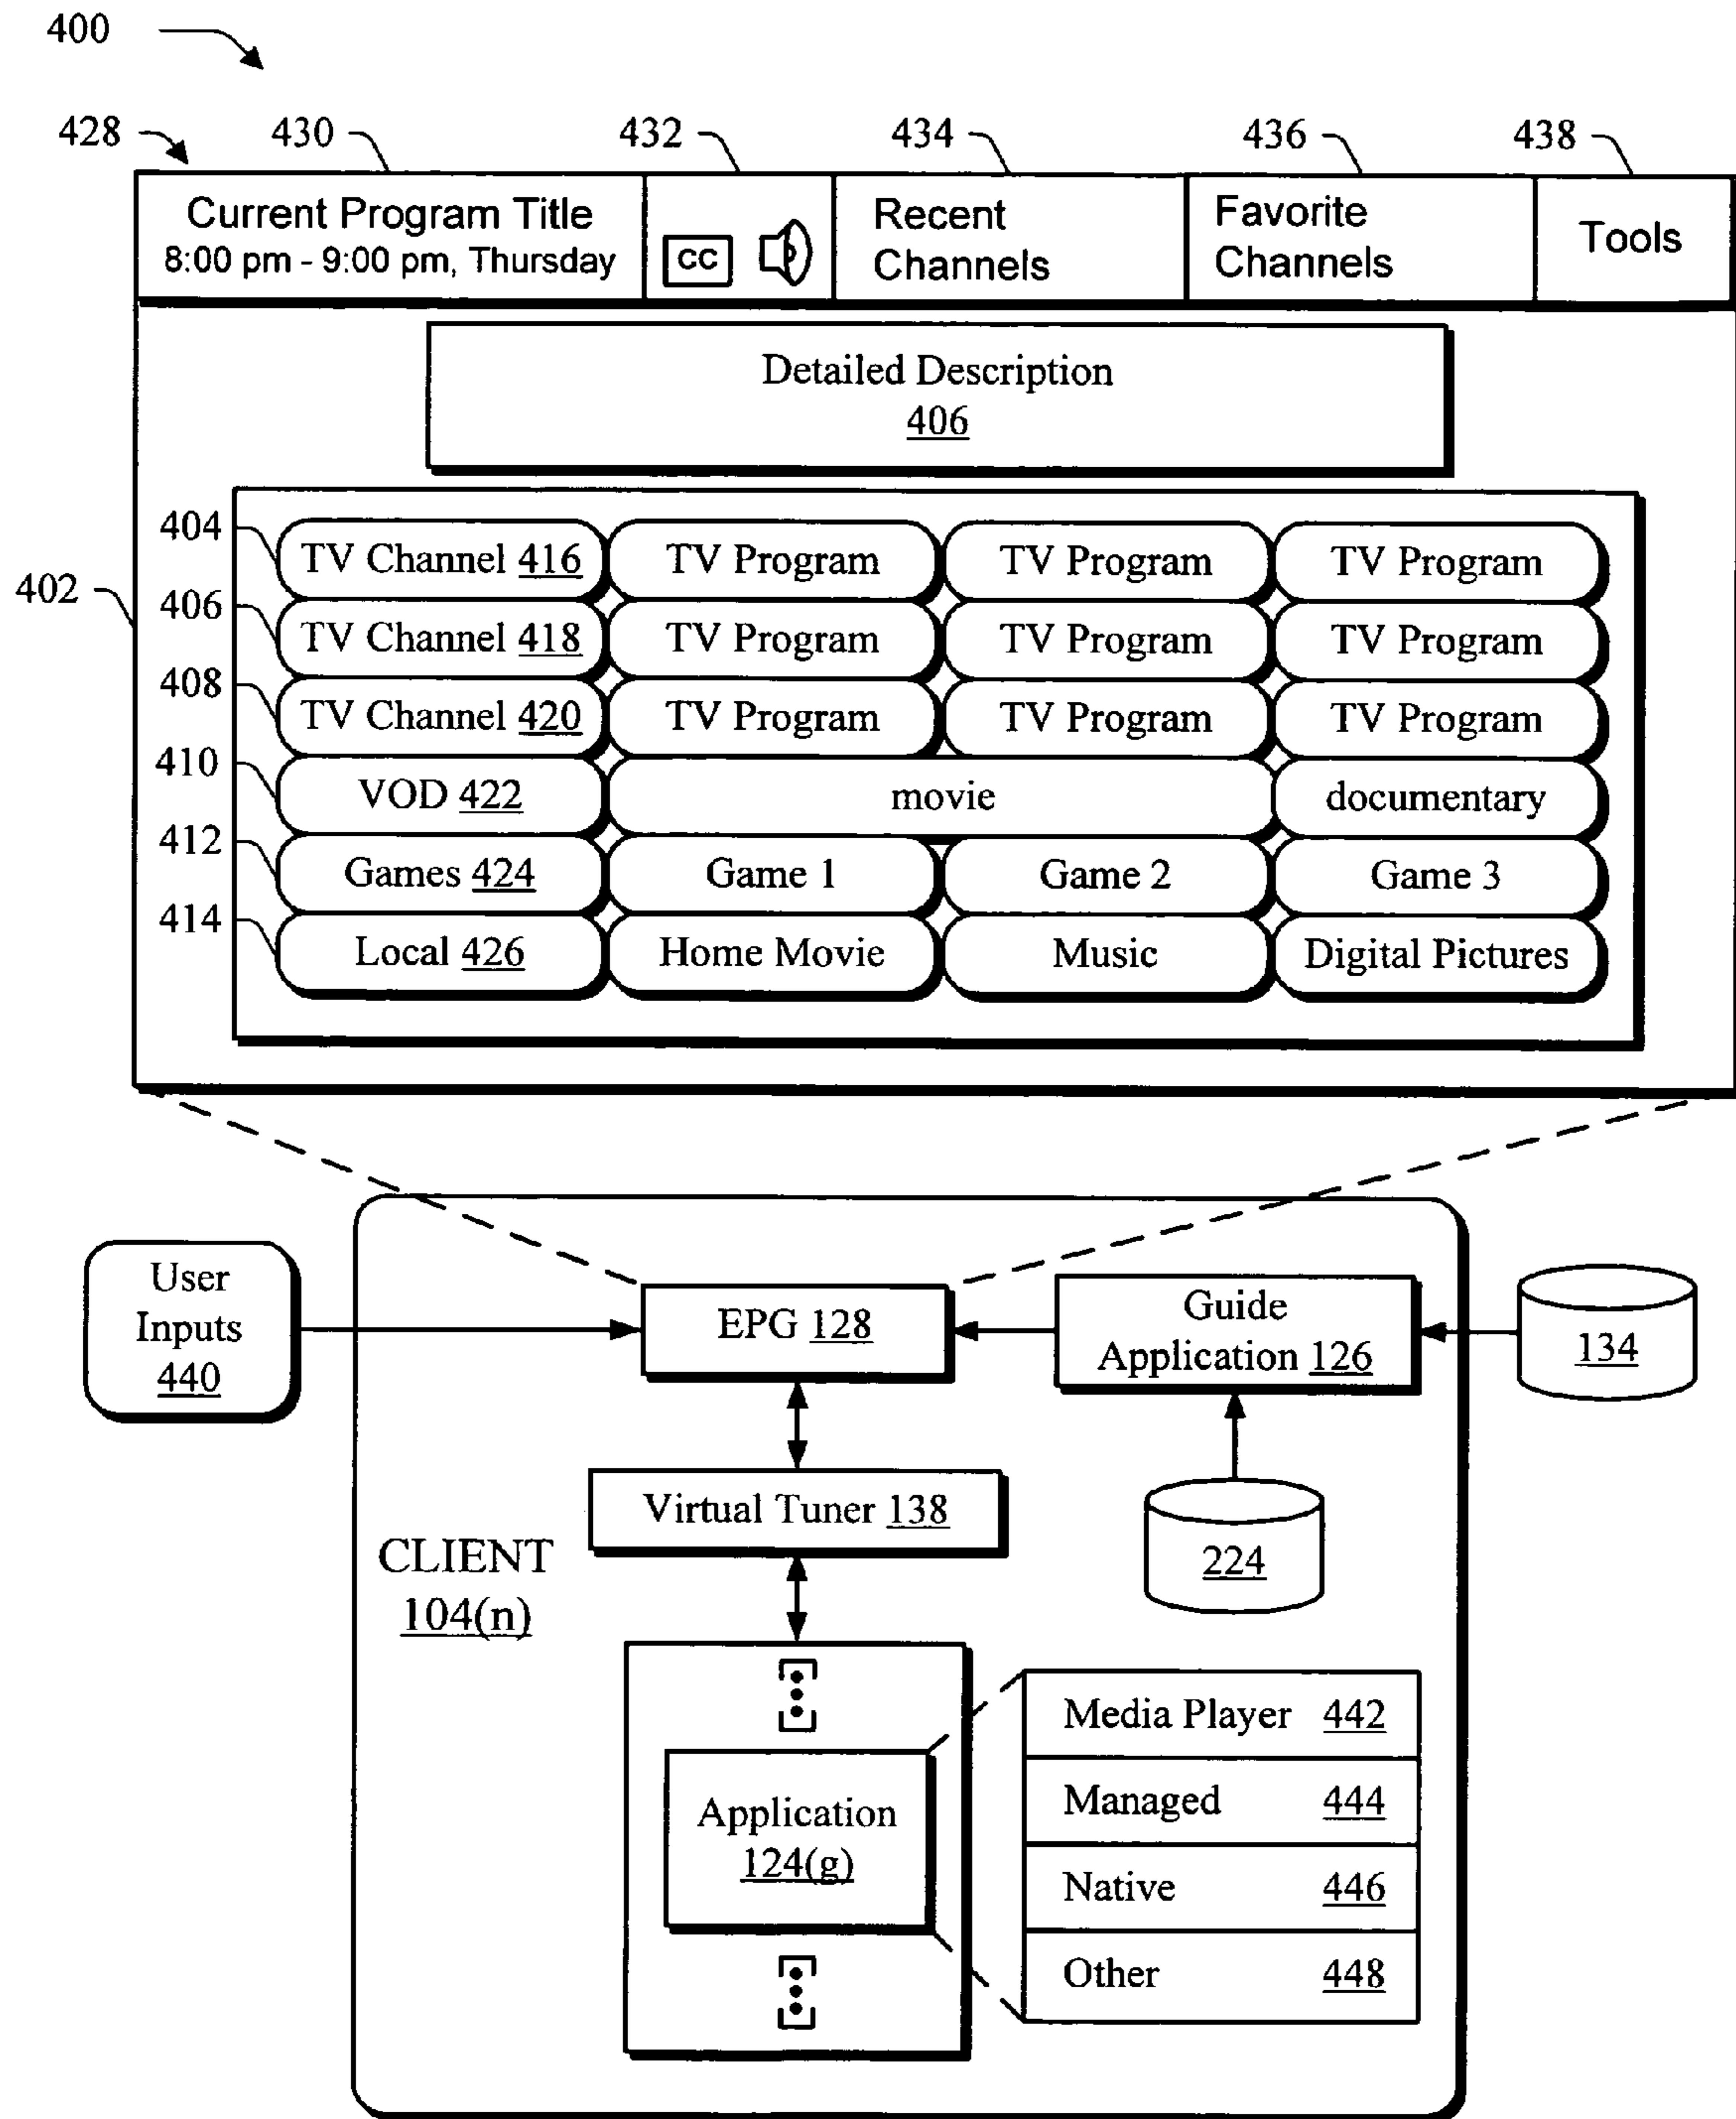 400
428 430 432 434 436 438
Current Program Title
8:00 pm - 9:00 pm, Thursday
CC
Recent
Channels
Favorite
Channels
Tools
Detailed Description
406
402
404 TV Channel 416 TV Program TV Program TV Program
406 TV Channel 418 TV Program TV Program TV Program
408 TV Channel 420 TV Program TV Program TV Program
410 VOD 422 movie documentary
412 Games 424 Game 1 Game 2 Game 3
414 Local 426 Home Movie Music Digital Pictures
User
Inputs
440
EPG 128
Guide
Application 126
134
Virtual Tuner 138
224
CLIENT
104(n)
Application
124(g)
Media Player 442
Managed 444
Native 446
Other 448